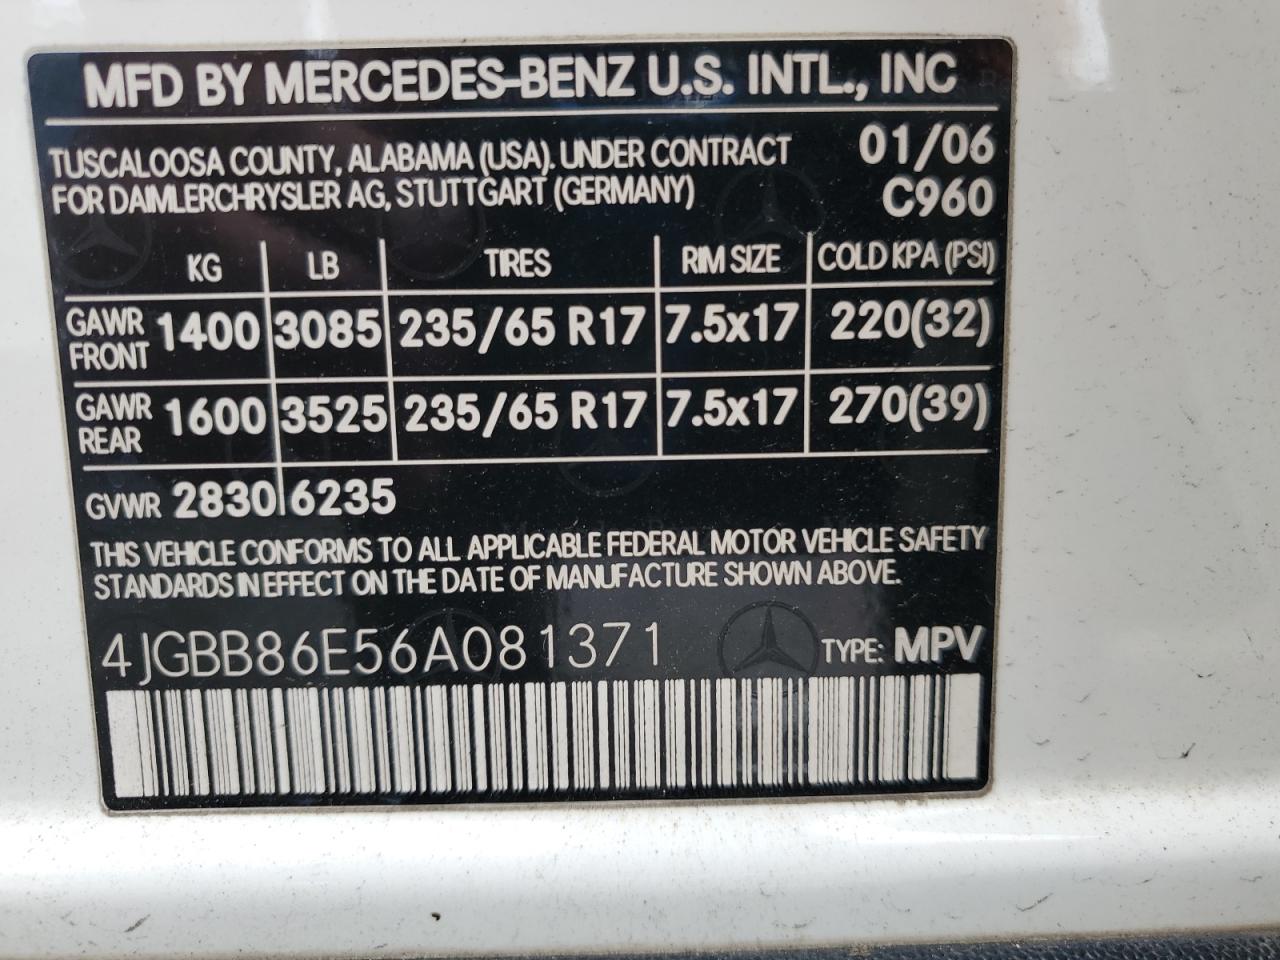 MFD BY MERCEDES-BENZ U.S. INTL., INC
TUSCALOOSA COUNTY, ALABAMA (USA). UNDER CONTRACT 01/06
FOR DAIMLERCHRYSLER AG, STUTTGART (GERMANY) C960
KG LB TIRES RIM SIZE COLD KPA (PSI)
GAWR FRONT 1400 3085 235/65 R17 7.5x17 220(32)
GAWR REAR 1600 3525 235/65 R17 7.5x17 270(39)
GVWR 2830 6235
THIS VEHICLE CONFORMS TO ALL APPLICABLE FEDERAL MOTOR VEHICLE SAFETY
STANDARDS IN EFFECT ON THE DATE OF MANUFACTURE SHOWN ABOVE.
4JGBB86E56A081371 TYPE: MPV